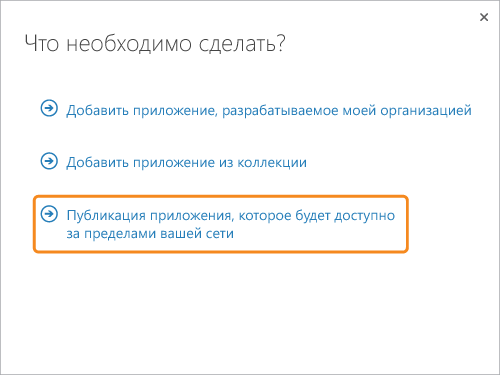 Что необходимо сделать?
Добавить приложение, разрабатываемое моей организацией
Добавить приложение из коллекции
Публикация приложения, которое будет доступно
за пределами вашей сети